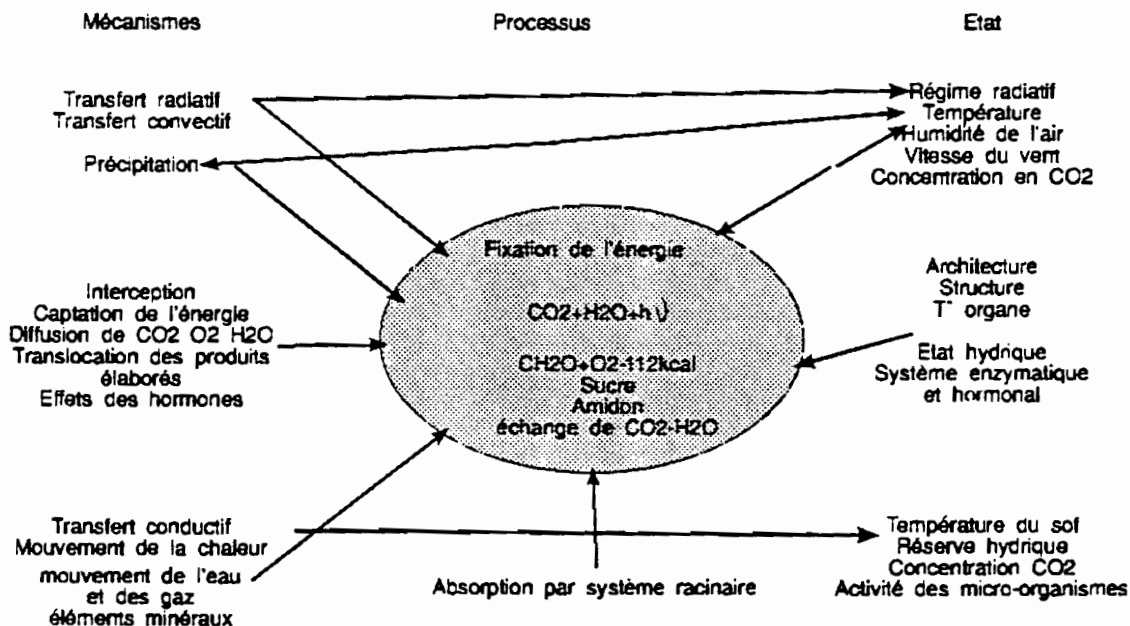 Mécanismes
Processus
Etat
Transfert radiatif
Transfert convectif
Précipitation
Régime radiatif
Température
Humidité de l'air
Vitesse du vent
Concentration en CO2
Fixation de l'énergie
CO2+H2O+h
CH2O+O2-112kcal
Sucre
Amidon
échange de CO2-H2O
Interception
Captation de l'énergie
Diffusion de CO2 O2 H2O
Translocation des produits
élaborés
Effets des hormones
Architecture
Structure
T° organe
Etat hydrique
Système enzymatique
et hormonal
Transfert conductif
Mouvement de la chaleur
mouvement de l'eau
et des gaz
éléments minéraux
Absorption par système racinaire
Température du sol
Réserve hydrique
Concentration CO2
Activité des micro-organismes